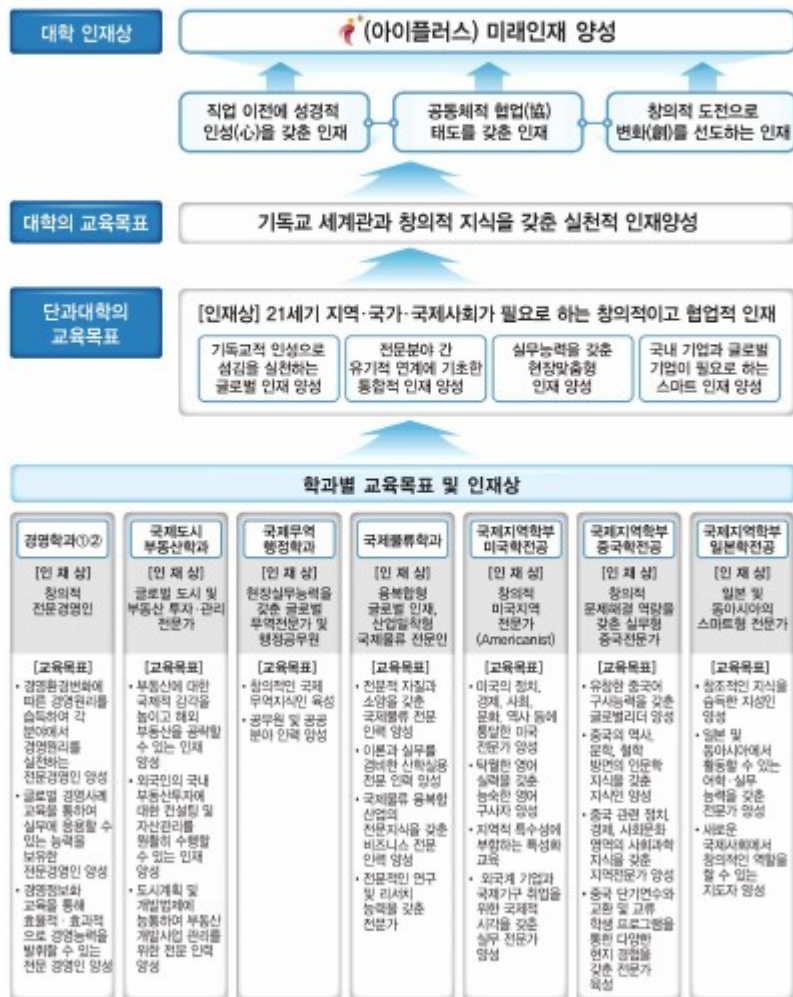 대학 인재상
(아이플러스) 미래인재 양성
직업 이전에 성경적
인성(心)을 갖춘 인재
공동체적 협업(協)
태도를 갖춘 인재
창의적 도전으로
변화(創)를 선도하는 인재
대학의 교육목표
기독교 세계관과 창의적 지식을 갖춘 실천적 인재양성
단과대학의
교육목표
[인재상] 21세기 지역·국가·국제사회가 필요로 하는 창의적이고 협업적 인재
기독교적 인성으로
섬김을 실천하는
글로벌 인재 양성
전문분야 간
유기적 연계에 기초한
통합적 인재 양성
실무능력을 갖춘
현장맞춤형
인재 양성
국내 기업과 글로벌
기업이 필요로 하는
스마트 인재 양성
학과별 교육목표 및 인재상
경영학과①②
[인 재 상]
창의적
전문경영인
[교육목표]
• 경영환경변화에
따른 경영원리를
습득하여 각
분야에서
경영원리를
실천하는
전문경영인 양성
• 글로벌 경영사례
교육을 통하여
실무에 응용할 수
있는 능력을
보유한
전문경영인 양성
• 경영정보화
교육을 통해
효율적·효과적
으로 경영능력을
발휘할 수 있는
전문 경영인 양성
국제도시
부동산학과
[인 재 상]
글로벌 도시 및
부동산 투자·관리
전문가
[교육목표]
• 부동산에 대한
국제적 감각을
높이고 해외
부동산을 공략할
수 있는 인재
양성
• 외국인의 국내
부동산투자에
대한 컨설팅 및
자산관리를
원활히 수행할
수 있는 인재
양성
• 도시계획 및
개발법제에
능통하여 부동산
개발사업 관리를
위한 전문 인력
양성
국제무역
행정학과
[인 재 상]
현장실무능력을
갖춘 글로벌
무역전문가 및
행정공무원
[교육목표]
• 창의적인 국제
무역지식인 육성
• 공무원 및 공공
분야 인력 양성
국제물류학과
[인 재 상]
융복합형
글로벌 인재,
산업밀착형
국제물류 전문인
[교육목표]
• 전문적 자질과
소양을 갖춘
국제물류 전문
인력 양성
• 이론과 실무를
겸비한 산학실용
전문 인력 양성
• 국제물류 융복합
산업의
전문지식을 갖춘
비즈니스 전문
인력 양성
• 전문적인 연구
및 리서치
능력을 갖춘
전문가
국제지역학부
미국학전공
[인 재 상]
창의적
미국지역
전문가
(Americanist)
[교육목표]
• 미국의 정치,
경제, 사회,
문화, 역사 등에
통달한 미국
전문가 양성
• 탁월한 영어
실력을 갖춘
능숙한 영어
구사자 양성
• 지역적 특수성에
부합하는 특성화
교육
• 외국계 기업과
국제기구 취업을
위한 국제적
시각을 갖춘
실무 전문가
양성
국제지역학부
중국학전공
[인 재 상]
창의적
문제해결 역량을
갖춘 실무형
중국전문가
[교육목표]
• 유창한 중국어
구사능력을 갖춘
글로벌리더 양성
• 중국의 역사,
문학, 철학
방면의 인문학
지식을 갖춘
지식인 양성
• 중국 관련 정치,
경제, 사회문화
영역의 사회과학
지식을 갖춘
지역전문가 양성
• 중국 단기연수와
교환 및 교류
학생 프로그램을
통한 다양한
현지 경험을
갖춘 전문가
육성
국제지역학부
일본학전공
[인 재 상]
일본 및
동아시아의
스마트형 전문가
[교육목표]
• 창조적인 지식을
습득한 지성인
양성
• 일본 및
동아시아에서
활동할 수 있는
어학·실무
능력을 갖춘
전문가 양성
• 새로운
국제사회에서
창의적인 역할을
할 수 있는
지도자 양성